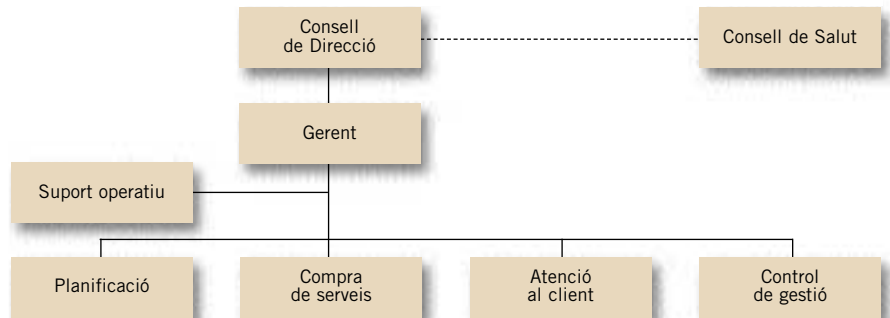 Consell
de Direcció
Consell de Salut
Gerent
Suport operatiu
Planificació
Compra
de serveis
Atenció
al client
Control
de gestió